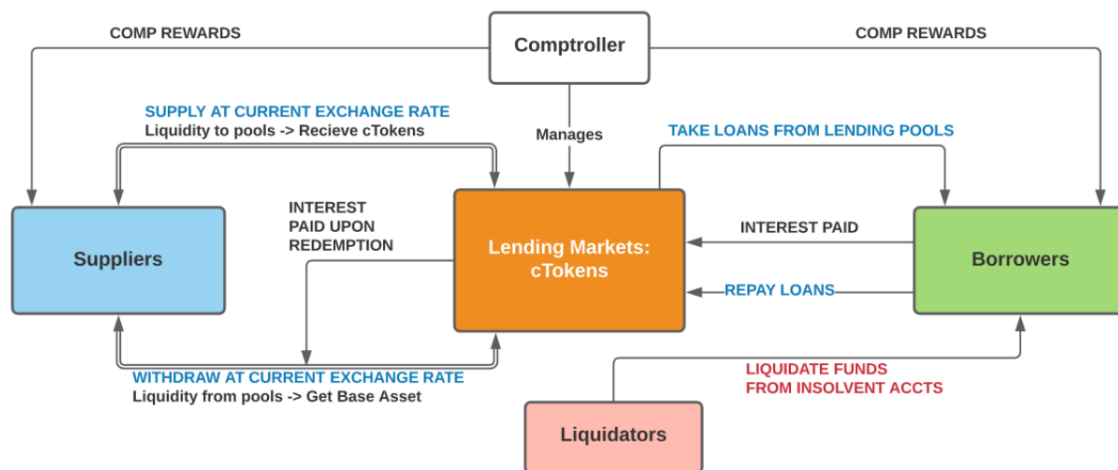 COMP REWARDS
Comptroller
COMP REWARDS
SUPPLY AT CURRENT EXCHANGE RATE
Liquidity to pools -> Recieve cTokens
Manages
TAKE LOANS FROM LENDING POOLS
INTEREST
PAID UPON
REDEMPTION
Suppliers
Lending Markets:
cTokens
INTEREST PAID
Borrowers
REPAY LOANS
WITHDRAW AT CURRENT EXCHANGE RATE
Liquidity from pools -> Get Base Asset
LIQUIDATE FUNDS
FROM INSOLVENT ACCTS
Liquidators